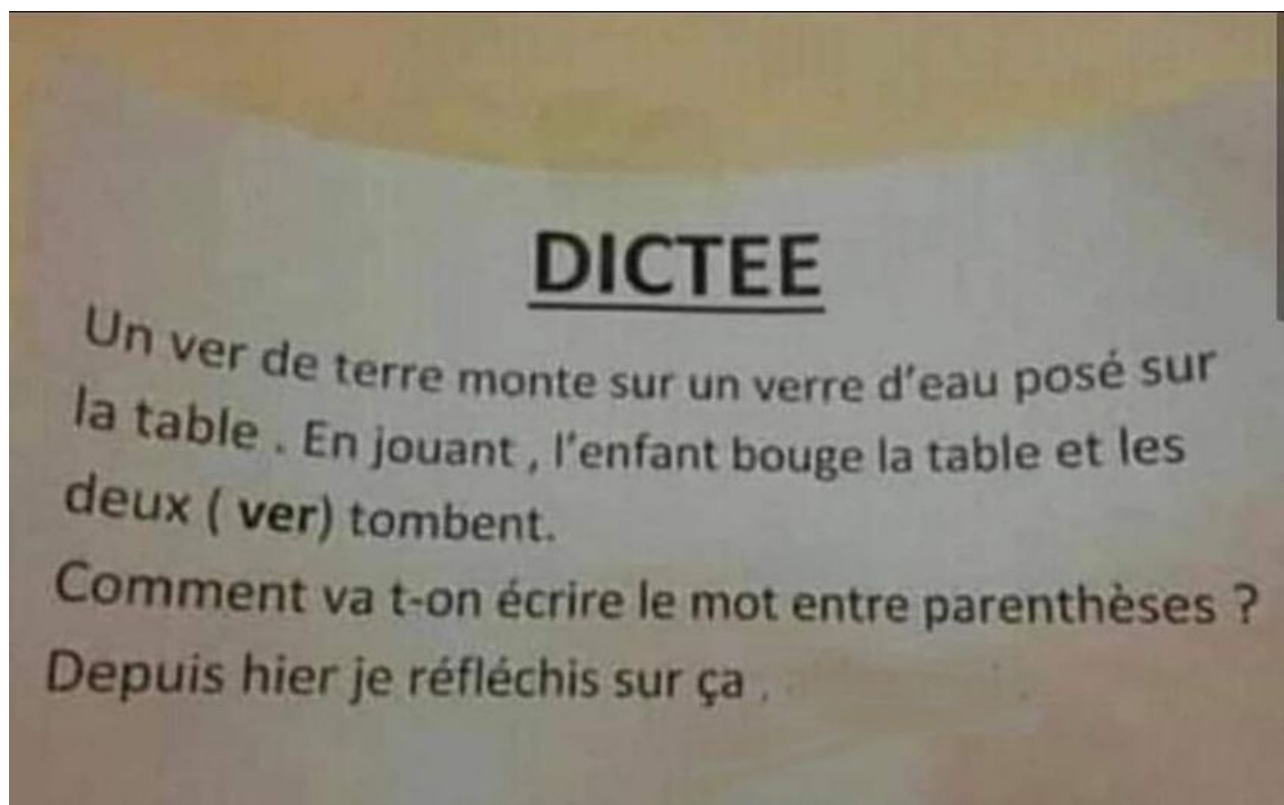 DICTEE
Un ver de terre monte sur un verre d'eau posé sur
la table . En jouant , l'enfant bouge la table et les
deux ( ver) tombent.
Comment va t-on écrire le mot entre parenthèses ?
Depuis hier je réfléchis sur ça .